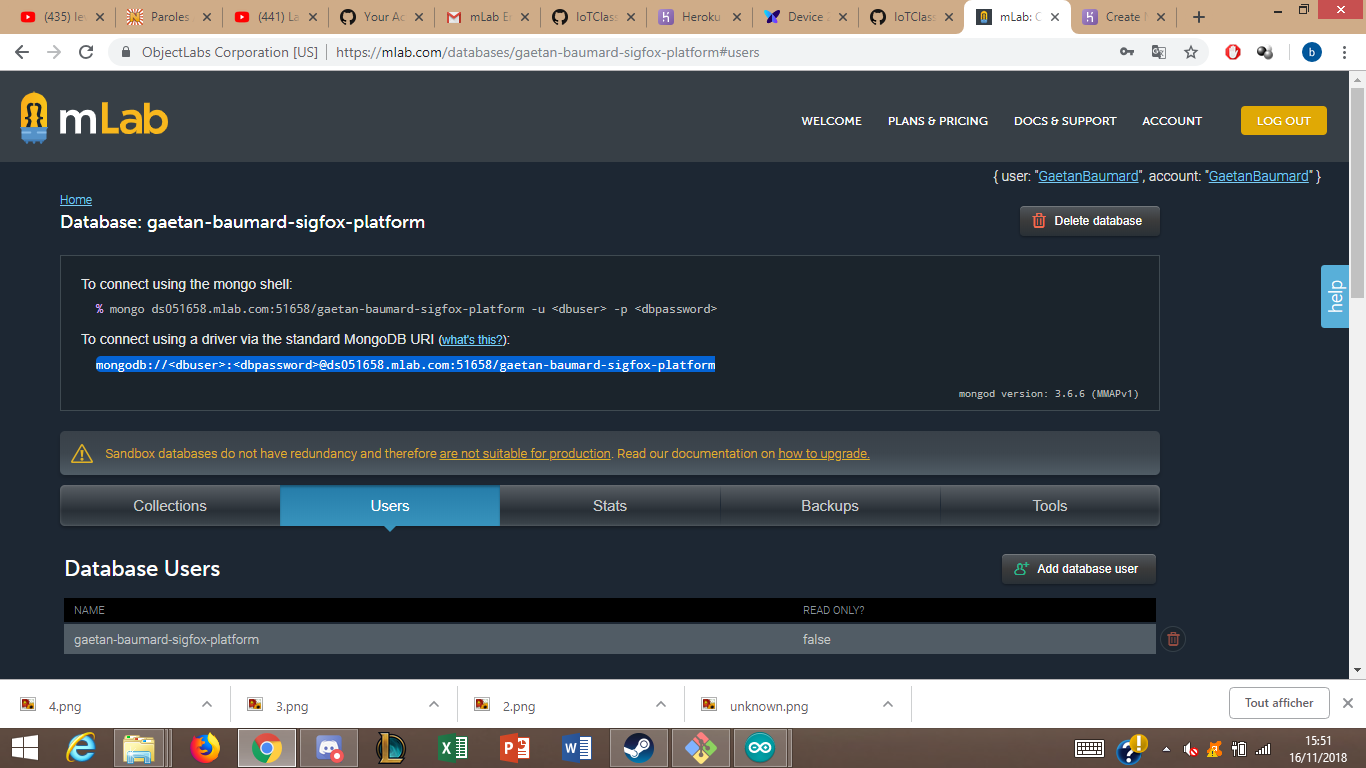 (435) le
Paroles
(441) La
Your Ac
mLab E
IoTClass
Heroku
Device
IoTClass
mLab: C
Create
ObjectLabs Corporation [US] | https://mlab.com/databases/gaetan-baumard-sigfox-platform#users
b
mLab
WELCOME PLANS & PRICING DOCS & SUPPORT ACCOUNT LOG OUT
{ user: "GaetanBaumard", account: "GaetanBaumard" }
Home
Database: gaetan-baumard-sigfox-platform
Delete database
To connect using the mongo shell:
% mongo ds051658.mlab.com:51658/gaetan-baumard-sigfox-platform -u <dbuser> -p <dbpassword>
To connect using a driver via the standard MongoDB URI (what's this?):
mongodb://<dbuser>:<dbpassword>@ds051658.mlab.com:51658/gaetan-baumard-sigfox-platform
mongod version: 3.6.6 (MMAPv1)
help
Sandbox databases do not have redundancy and therefore are not suitable for production. Read our documentation on how to upgrade.
Collections Users Stats Backups Tools
Database Users
Add database user
NAME READ ONLY?
gaetan-baumard-sigfox-platform false
4.png 3.png 2.png unknown.png Tout afficher
15:51
16/11/2018